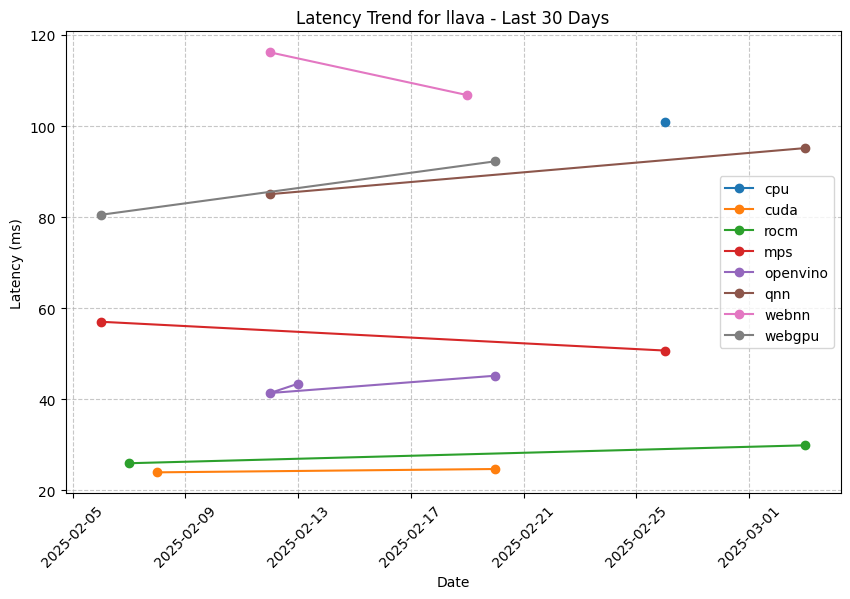 Latency Trend for llava - Last 30 Days
Latency (ms)
120
100
80
60
40
20
cpu
cuda
rocm
mps
openvino
qnn
webnn
webgpu
2025-02-05
2025-02-09
2025-02-13
2025-02-17
2025-02-21
2025-02-25
2025-03-01
Date